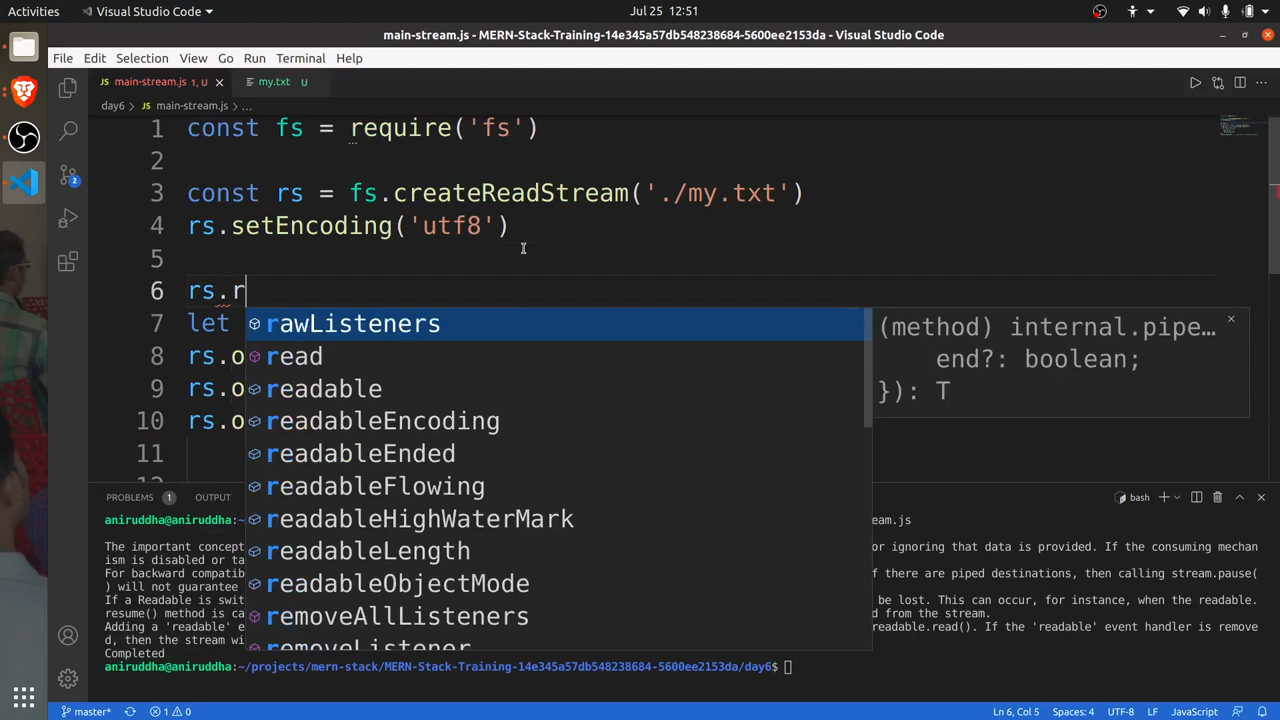 Activities Visual Studio Code Jul 25 12:51
main-stream.js - MERN-Stack-Training-14e345a57db548238684-5600ee2153da - Visual Studio Code
File Edit Selection View Go Run Terminal Help
main-stream.js 1, U my.txt U
day6 > main-stream.js > ...
1 const fs = require('fs')
2
3 const rs = fs.createReadStream('./my.txt')
4 rs.setEncoding('utf8')
5
6 rs.r
7 let
8 rs.o
9 rs.o
10 rs.o
11
rawListeners
read
readable
readableEncoding
readableEnded
readableFlowing
readableHighWaterMark
readableLength
readableObjectMode
removeAllListeners
removeListener
(method) internal.pipe…
end?: boolean;
}): T
2
PROBLEMS 1 OUTPUT bash
aniruddha@aniruddha:~ eam.js
The important concept or ignoring that data is provided. If the consuming mechan
ism is disabled or ta
For backward compatib f there are piped destinations, then calling stream.pause(
) will not guarantee
If a Readable is swit be lost. This can occur, for instance, when the readable.
resume() method is ca d from the stream.
Adding a 'readable' e readable.read(). If the 'readable' event handler is remove
d, then the stream wi
Completed
aniruddha@aniruddha:~/projects/mern-stack/MERN-Stack-Training-14e345a57db548238684-5600ee2153da/day6$
master* 1 0 Ln 6, Col 5 Spaces: 4 UTF-8 LF JavaScript